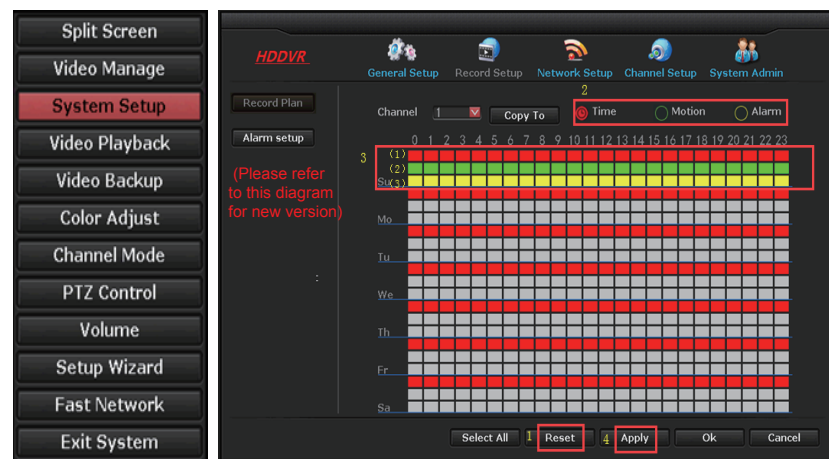 Split Screen
Video Manage
System Setup
Video Playback
Video Backup
Color Adjust
Channel Mode
PTZ Control
Volume
Setup Wizard
Fast Network
Exit System
HDDVR
General Setup Record Setup Network Setup Channel Setup System Admin
2
Record Plan
Alarm setup
(Please refer
to this diagram
for new version)
:
Channel 1 Copy To Time Motion Alarm
0 1 2 3 4 5 6 7 8 9 10 11 12 13 14 15 16 17 18 19 20 21 22 23
3 (1)
(2)
Su (3)
Mo
Tu
We
Th
Fr
Sa
Select All 1 Reset 4 Apply Ok Cancel